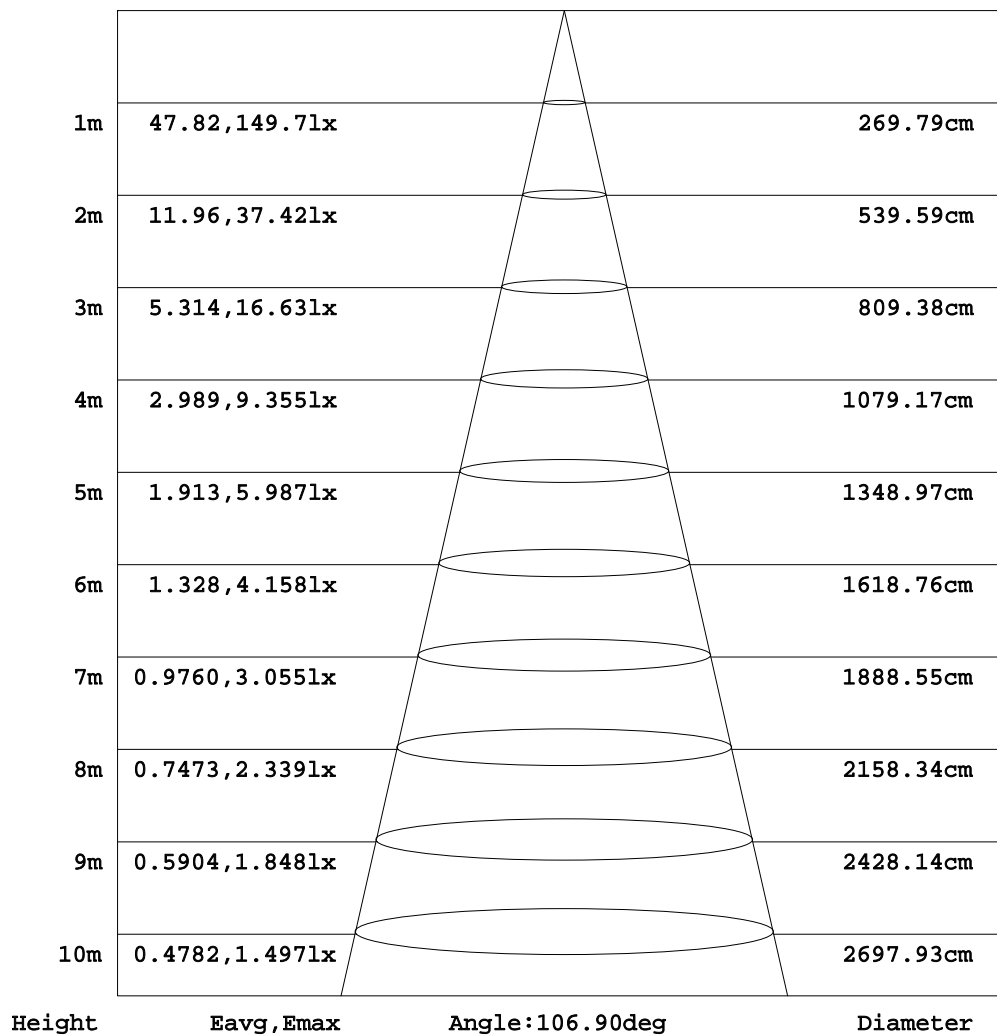 1m 47.82,149.7lx 269.79cm
2m 11.96,37.42lx 539.59cm
3m 5.314,16.63lx 809.38cm
4m 2.989,9.355lx 1079.17cm
5m 1.913,5.987lx 1348.97cm
6m 1.328,4.158lx 1618.76cm
7m 0.9760,3.055lx 1888.55cm
8m 0.7473,2.339lx 2158.34cm
9m 0.5904,1.848lx 2428.14cm
10m 0.4782,1.497lx 2697.93cm
Height Eavg,Emax Angle:106.90deg Diameter